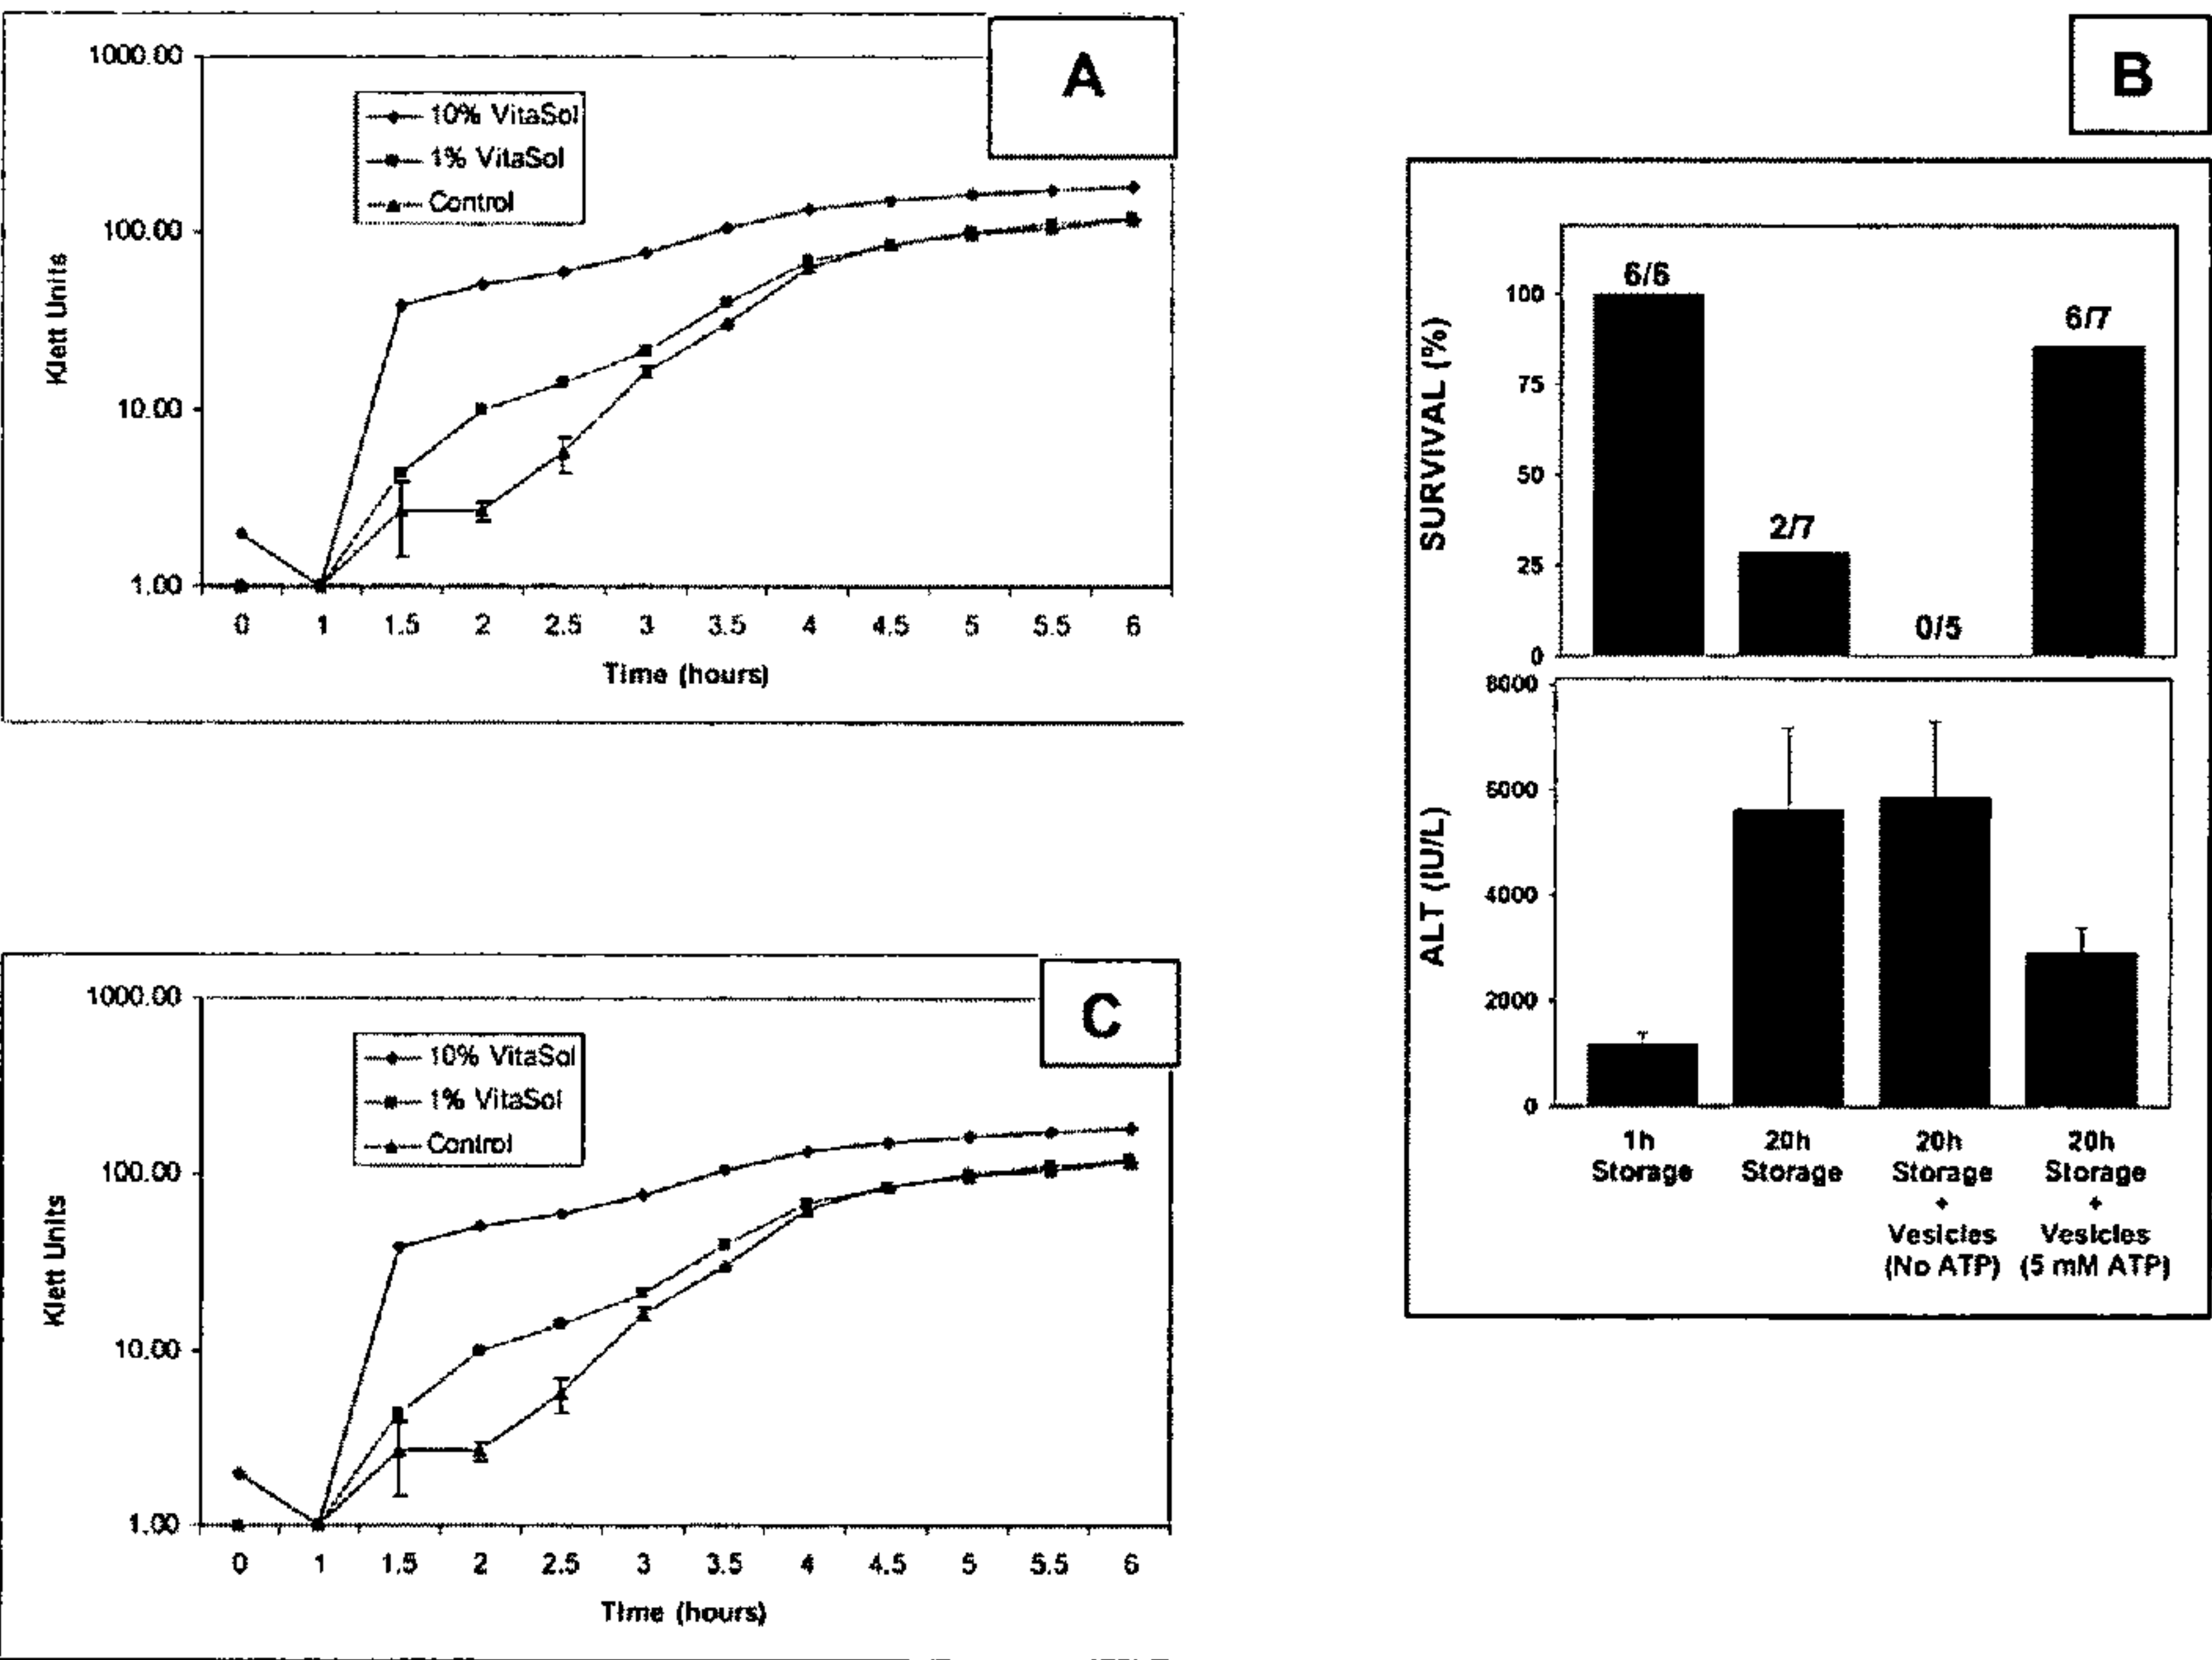 A
1000.00
100.00
10.00
1.00
Klett Units
10% VitaSol
1% VitaSol
Control
0 1 1.5 2 2.5 3 3.5 4 4.5 5 5.5 6
Time (hours)
B
SURVIVAL (%)
100
75
50
25
0
6/6
2/7
0/5
6/7
ALT (IU/L)
8000
6000
4000
2000
0
1h
Storage
20h
Storage
20h
Storage
+
Vesicles
(No ATP)
20h
Storage
+
Vesicles
(5 mM ATP)
C
1000.00
100.00
10.00
1.00
Klett Units
10% VitaSol
1% VitaSol
Control
0 1 1.5 2 2.5 3 3.5 4 4.5 5 5.5 6
Time (hours)